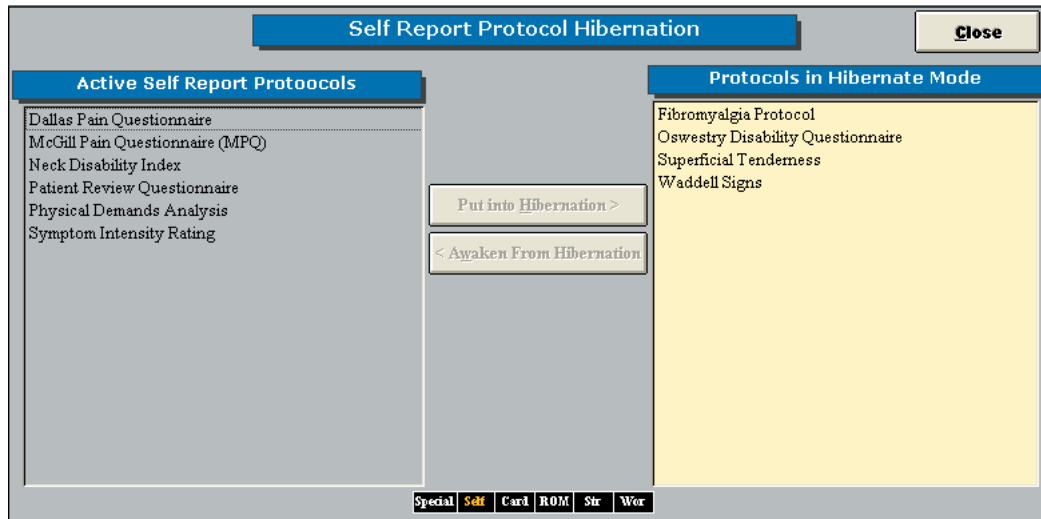 Self Report Protocol Hibernation
Close
Active Self Report Protoocols
Dallas Pain Questionnaire
McGill Pain Questionnaire (MPQ)
Neck Disability Index
Patient Review Questionnaire
Physical Demands Analysis
Symptom Intensity Rating
Put into Hibernation >
< Awaken From Hibernation
Protocols in Hibernate Mode
Fibromyalgia Protocol
Oswestry Disability Questionnaire
Superficial Tenderness
Waddell Signs
Special Self Card ROM Str Wor